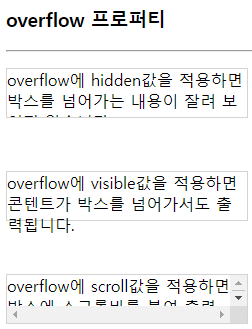 overflow 프로퍼티
overflow에 hidden값을 적용하면
박스를 넘어가는 내용이 잘려 보
overflow에 visible값을 적용하면
콘텐트가 박스를 넘어가서도 출
력됩니다.
overflow에 scroll값을 적용하면